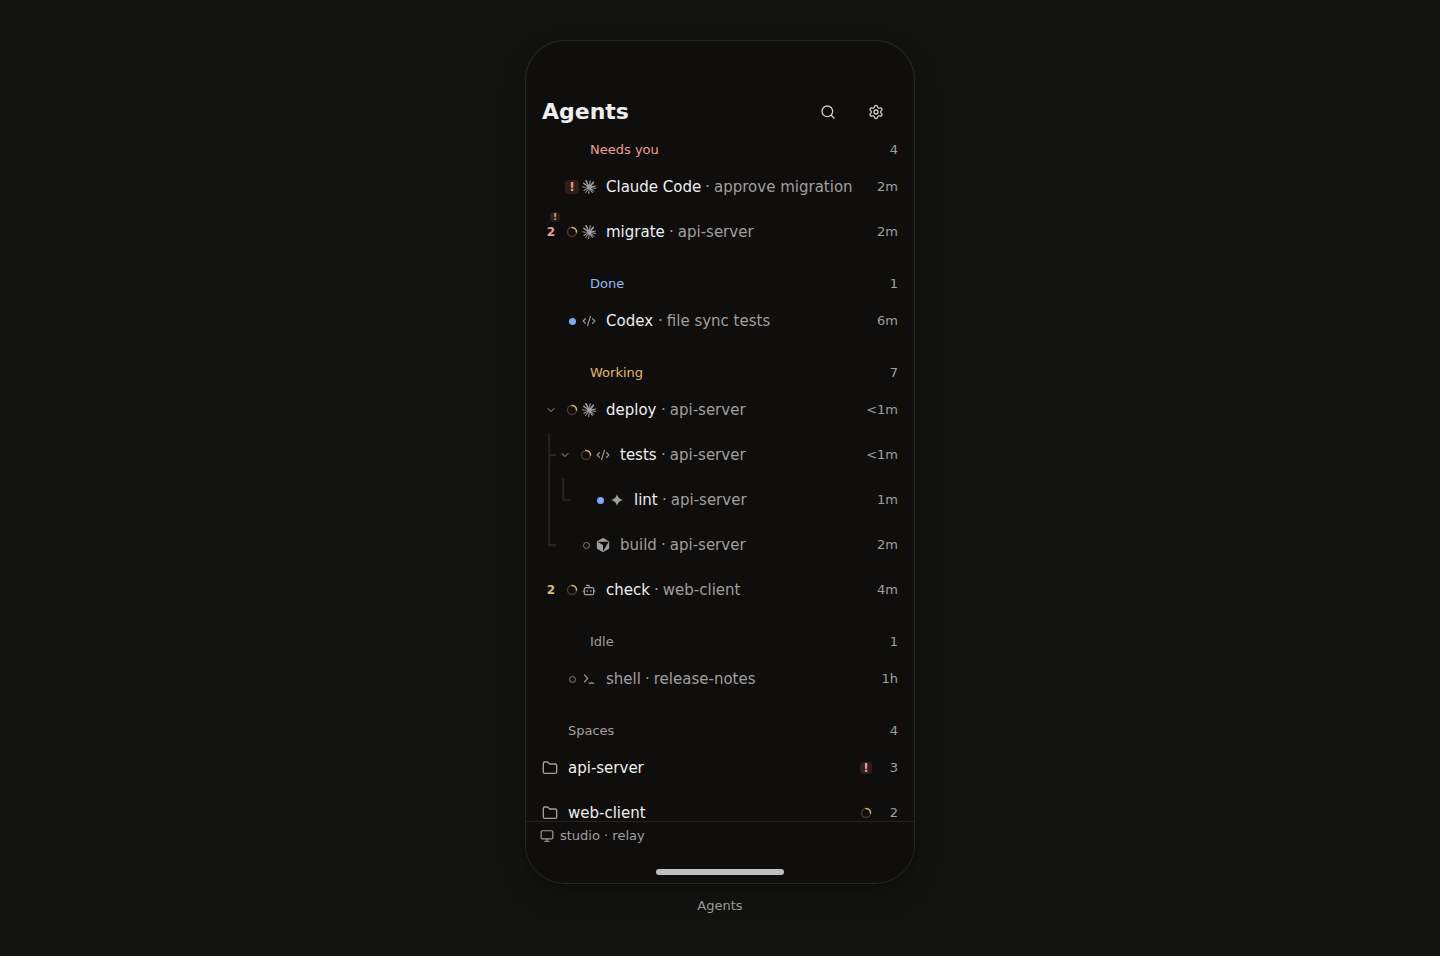 Agents
Needs you 4
! Claude Code · approve migration 2m
!
2 migrate · api-server 2m
Done 1
Codex · file sync tests 6m
Working 7
deploy · api-server <1m
tests · api-server <1m
lint · api-server 1m
build · api-server 2m
2 check · web-client 4m
Idle 1
shell · release-notes 1h
Spaces 4
api-server ! 3
web-client 2
studio · relay
Agents